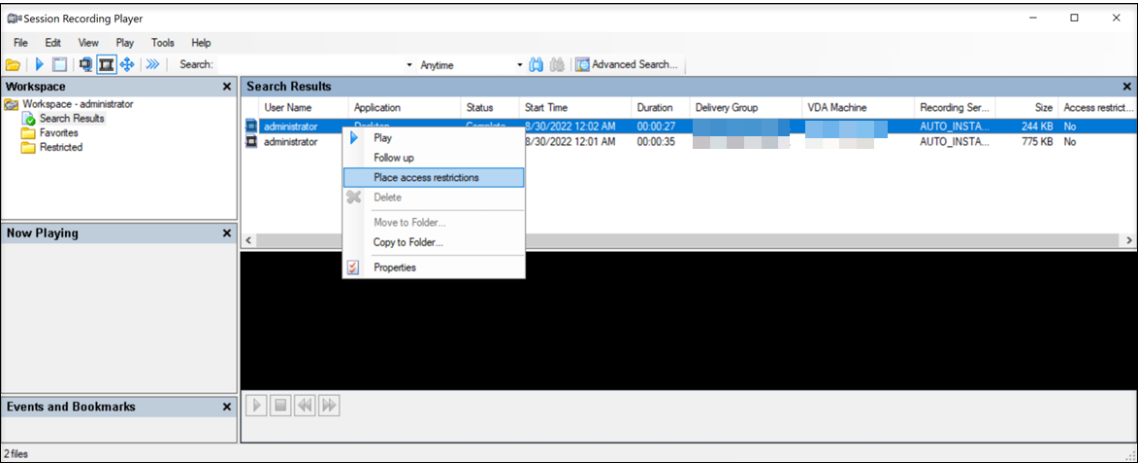 Session Recording Player
File Edit View Play Tools Help
Search: Anytime Advanced Search...
Workspace
Workspace - administrator
Search Results
Favorites
Restricted
Now Playing
Events and Bookmarks
2 files
Search Results
User Name Application Status Start Time Duration Delivery Group VDA Machine Recording Ser... Size Access restrict...
administrator Desktop Complete 8/30/2022 12:02 AM 00:00:27 AUTO_INSTA... 244 KB No
administrator 8/30/2022 12:01 AM 00:00:35 AUTO_INSTA... 775 KB No
Play
Follow up
Place access restrictions
Delete
Move to Folder...
Copy to Folder...
Properties